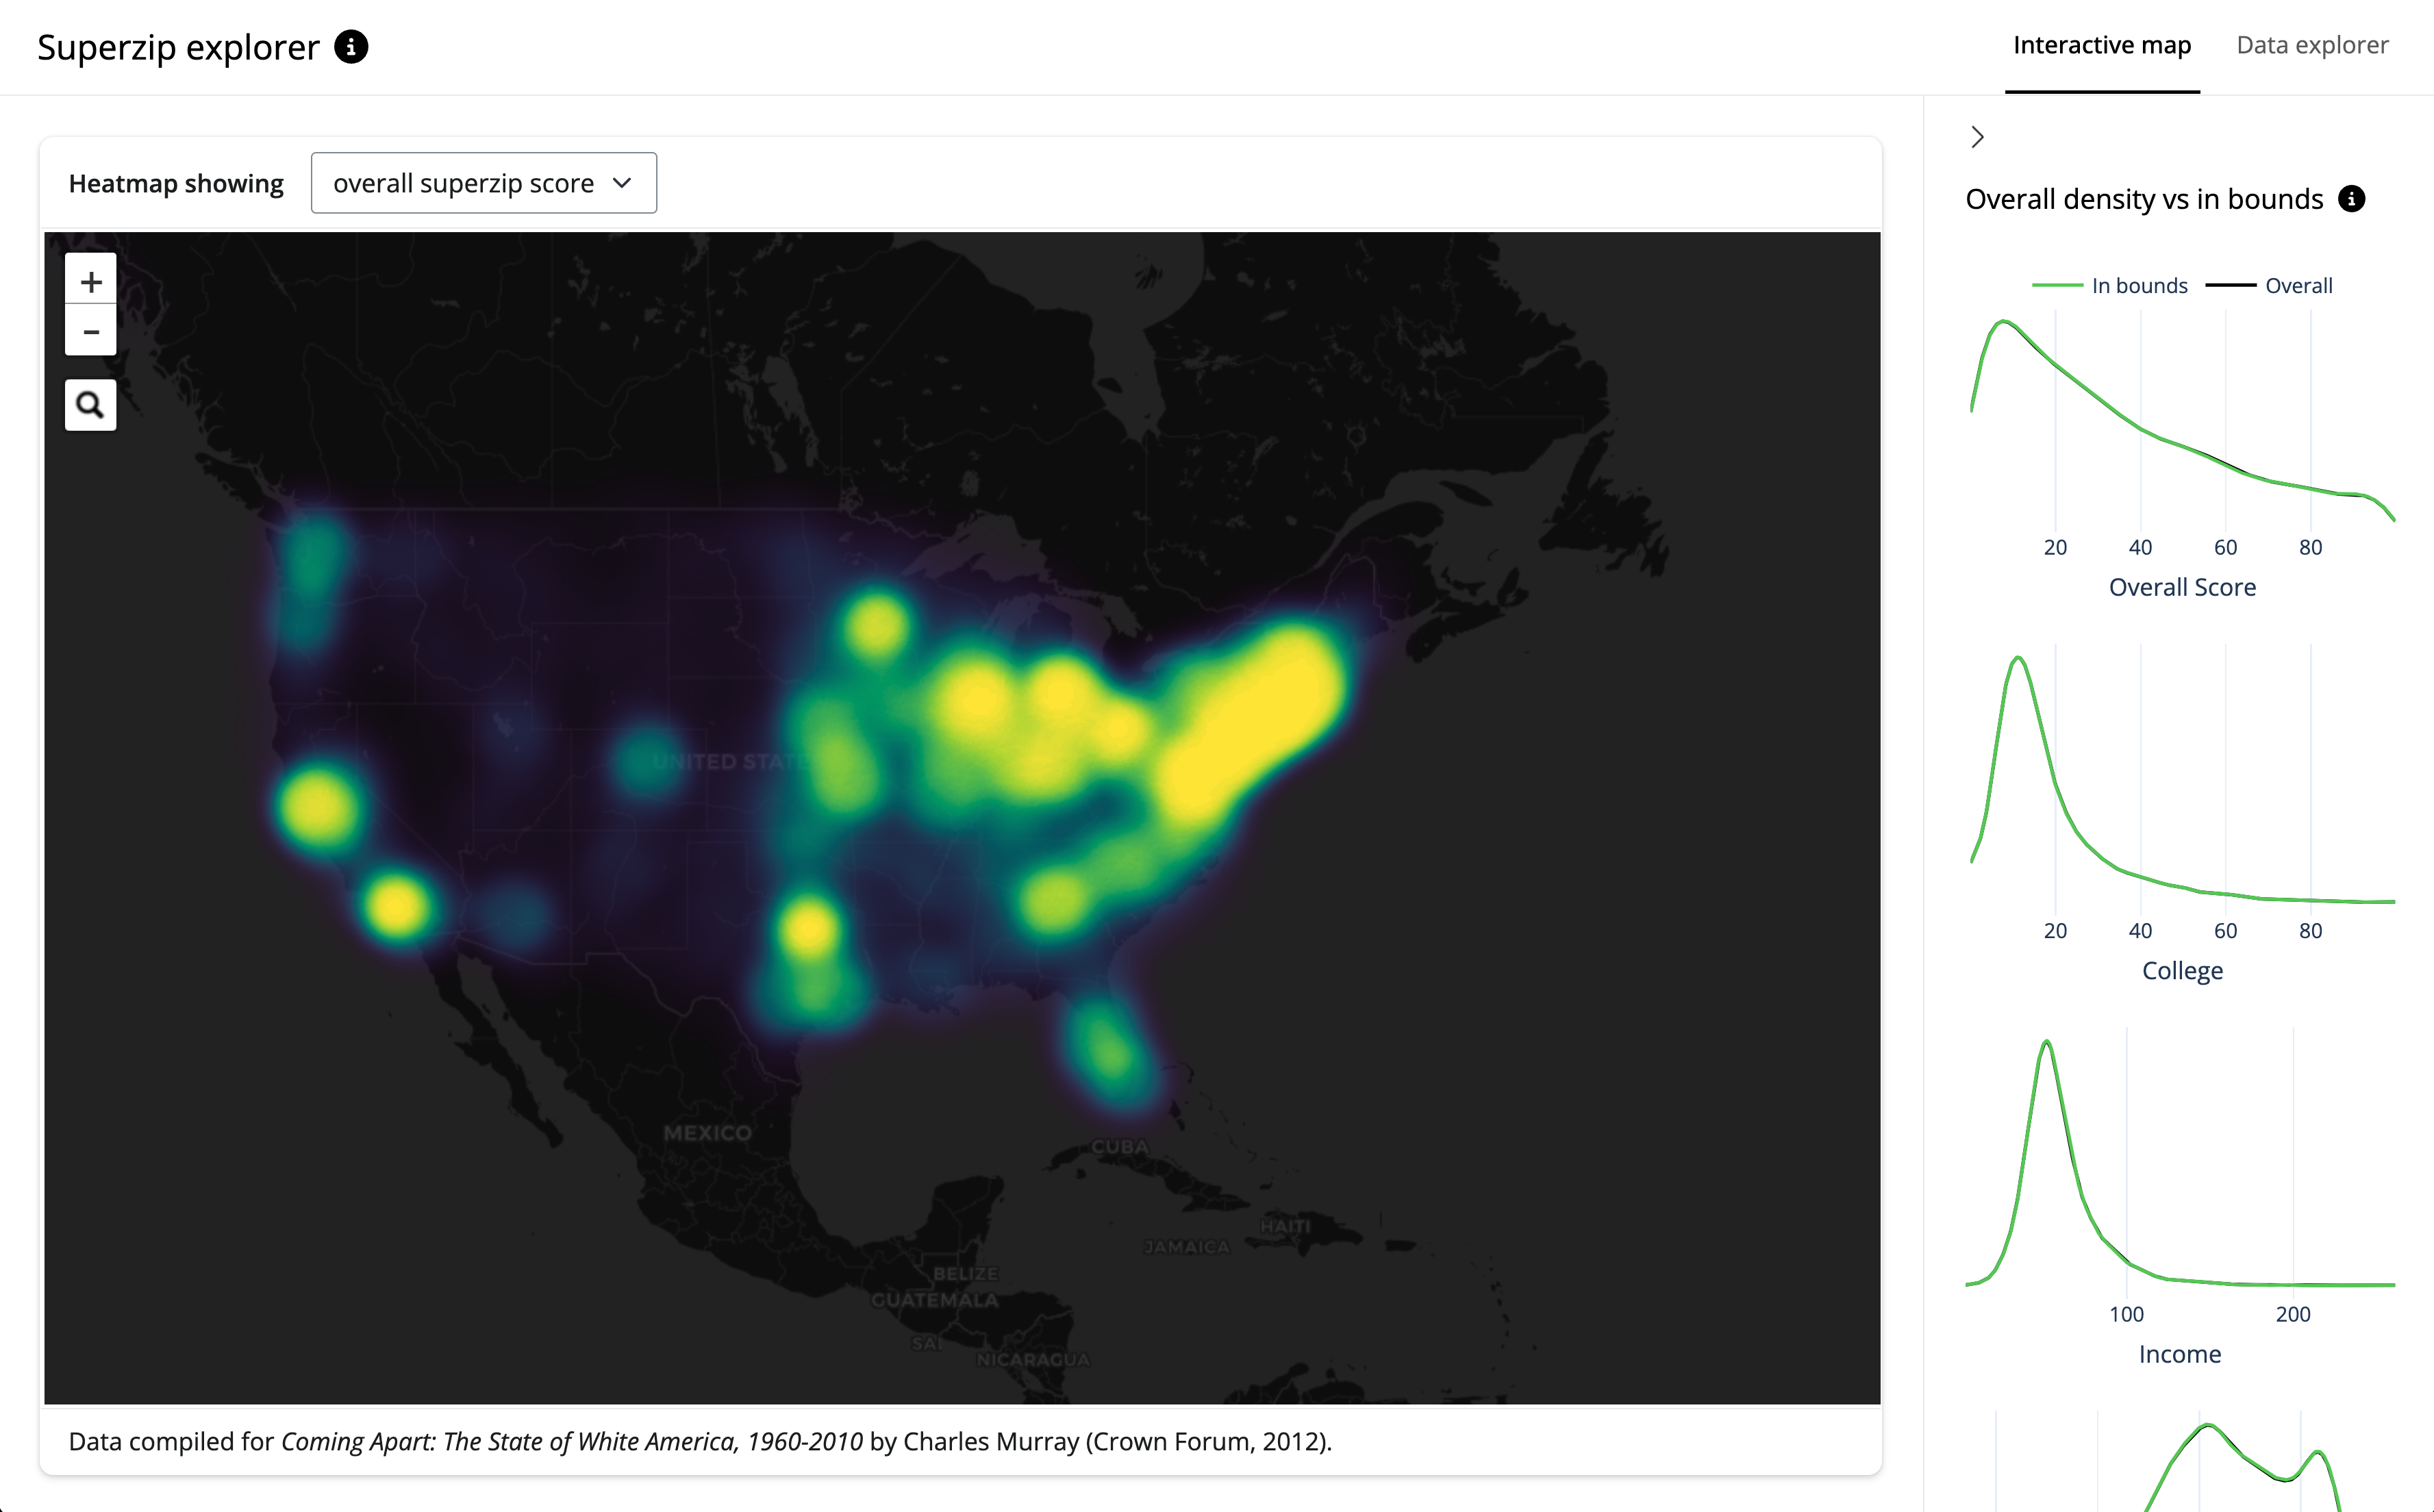 Superzip explorer
Interactive map
Data explorer
Heatmap showing
overall superzip score
+
−
UNITED STATE
MEXICO
CUBA
HAITI
JAMAICA
BELIZE
GUATEMALA
SAL
NICARAGUA
Data compiled for Coming Apart: The State of White America, 1960-2010 by Charles Murray (Crown Forum, 2012).
Overall density vs in bounds
In bounds
Overall
20 40 60 80
Overall Score
20 40 60 80
College
100 200
Income